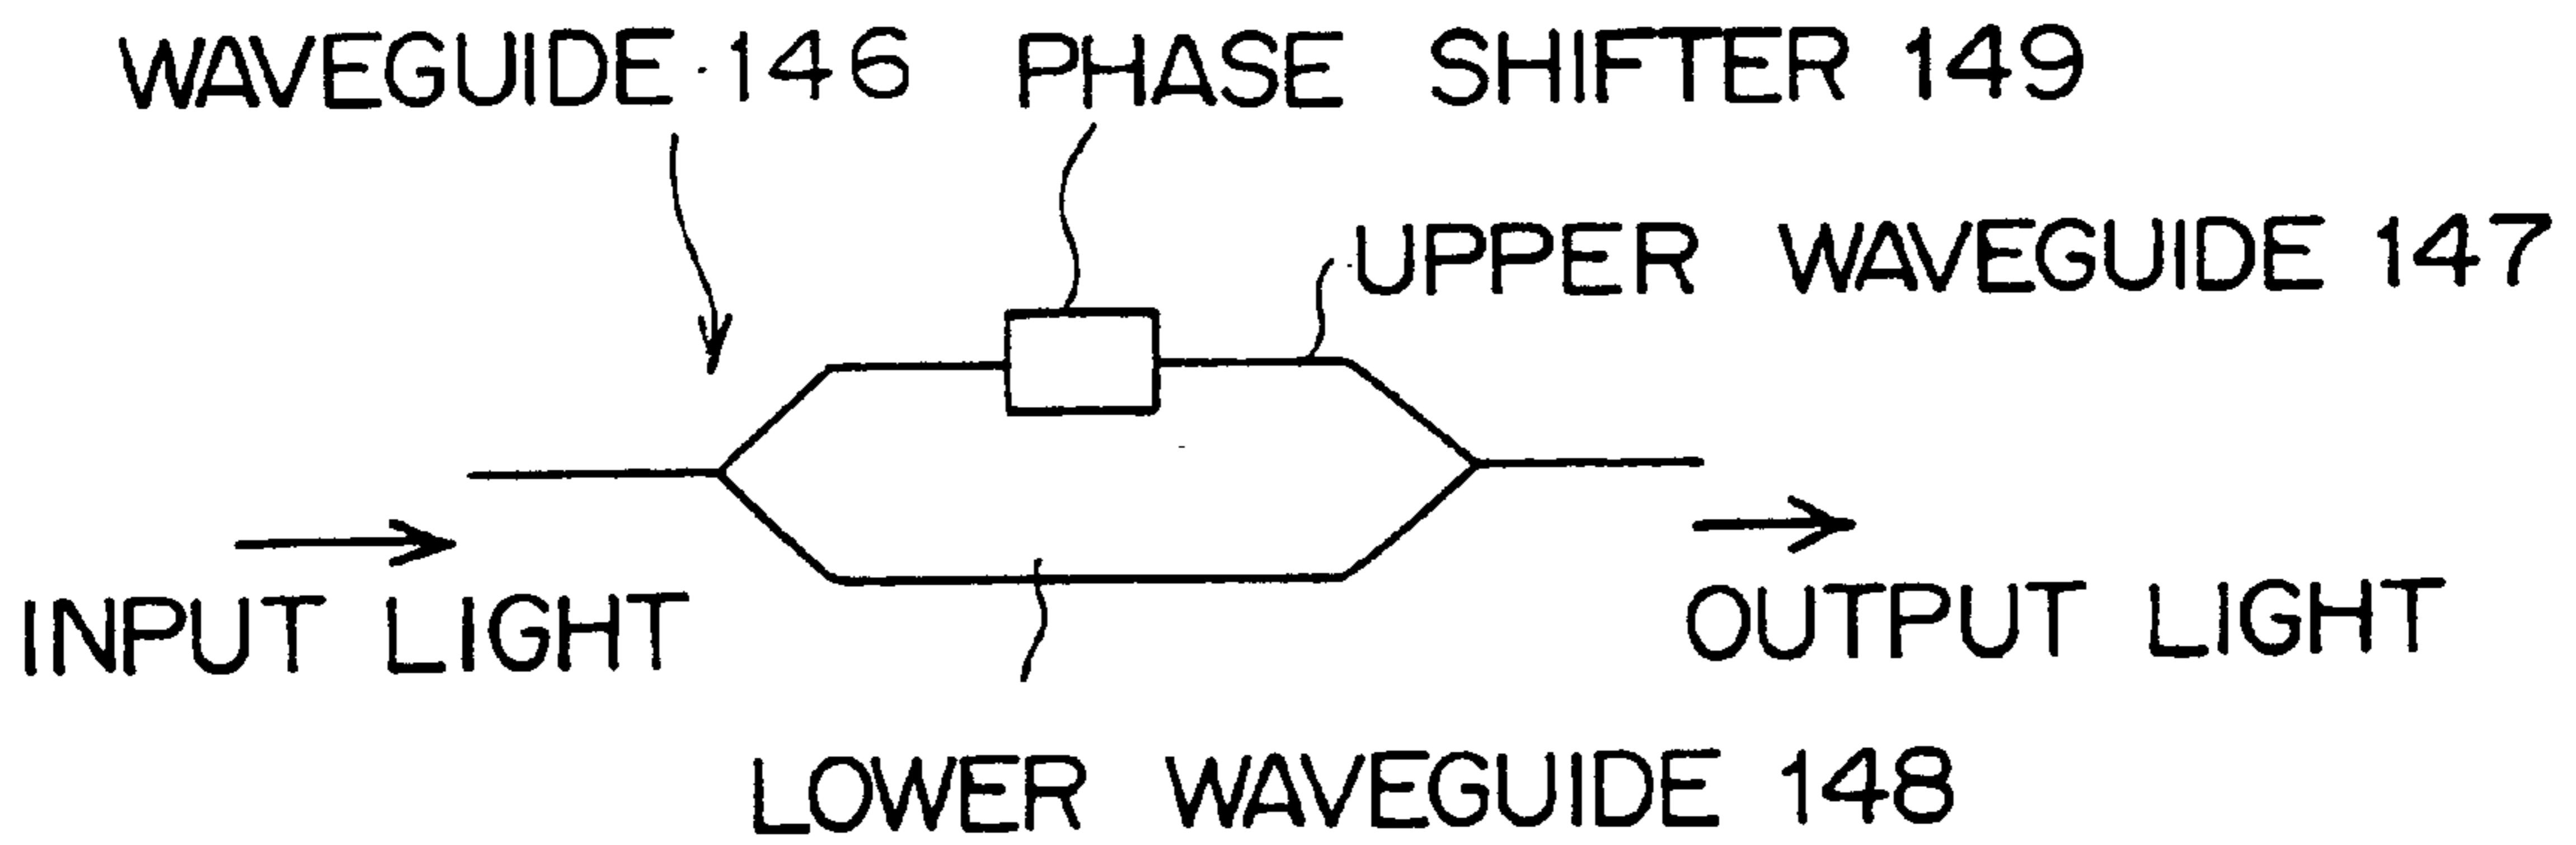 WAVEGUIDE 146 PHASE SHIFTER 149
UPPER WAVEGUIDE 147
INPUT LIGHT OUTPUT LIGHT
LOWER WAVEGUIDE 148